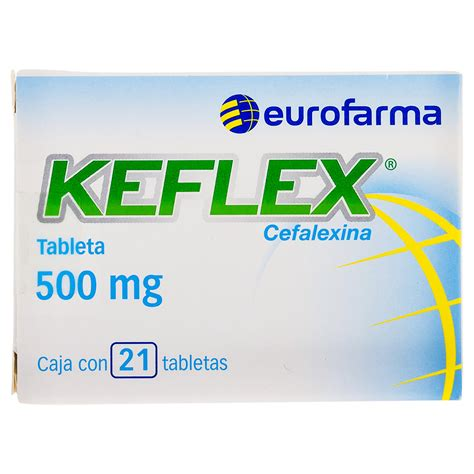 eurofarma
KEFLEX®
Cefalexina
Tableta
500 mg
Caja con 21 tabletas